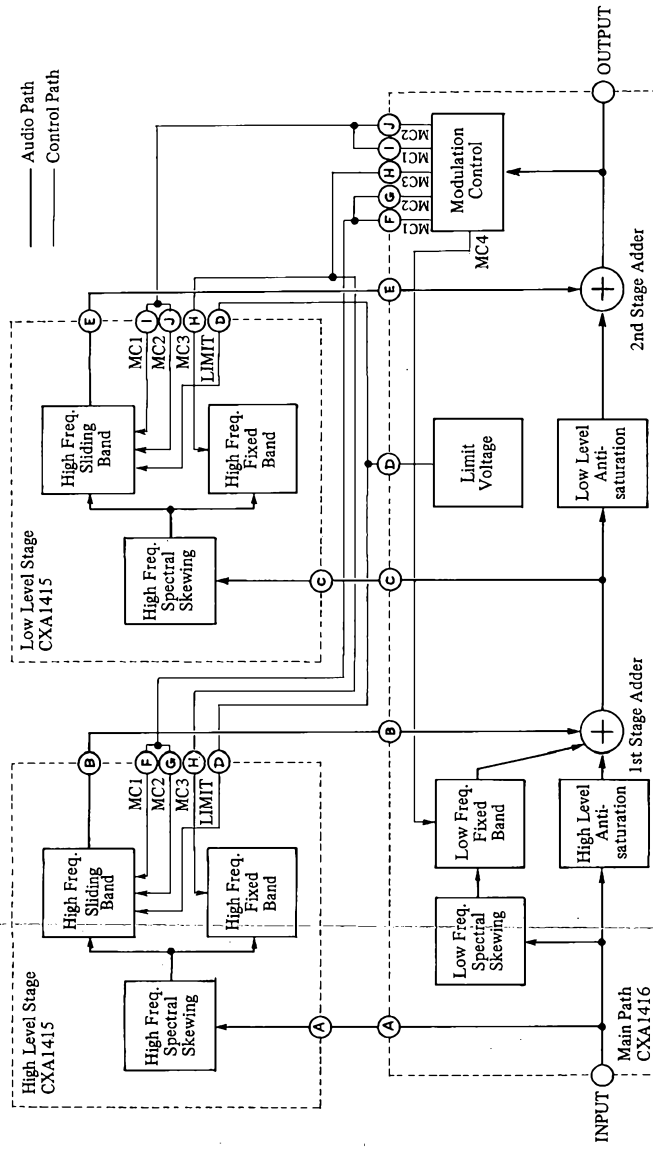 Audio Path
Control Path
High Level Stage
CXA1415
High Freq.
Spectral
Skewing
High Freq.
Sliding
Band
High Freq.
Fixed
Band
B
MC1
F
MC2
G
MC3
H
LIMIT
D
A
Low Level Stage
CXA1415
High Freq.
Spectral
Skewing
High Freq.
Sliding
Band
High Freq.
Fixed
Band
E
MC1
I
MC2
J
MC3
H
LIMIT
D
C
A
B
C
D
E
F
G
H
I
J
MC1
MC2
MC3
MC1
MC2
Modulation
Control
MC4
Low Freq.
Spectral
Skewing
Low Freq.
Fixed
Band
High Level
Anti-
saturation
Limit
Voltage
Low Level
Anti-
saturation
Main Path
CXA1416
INPUT
+
1st Stage Adder
+
2nd Stage Adder
OUTPUT